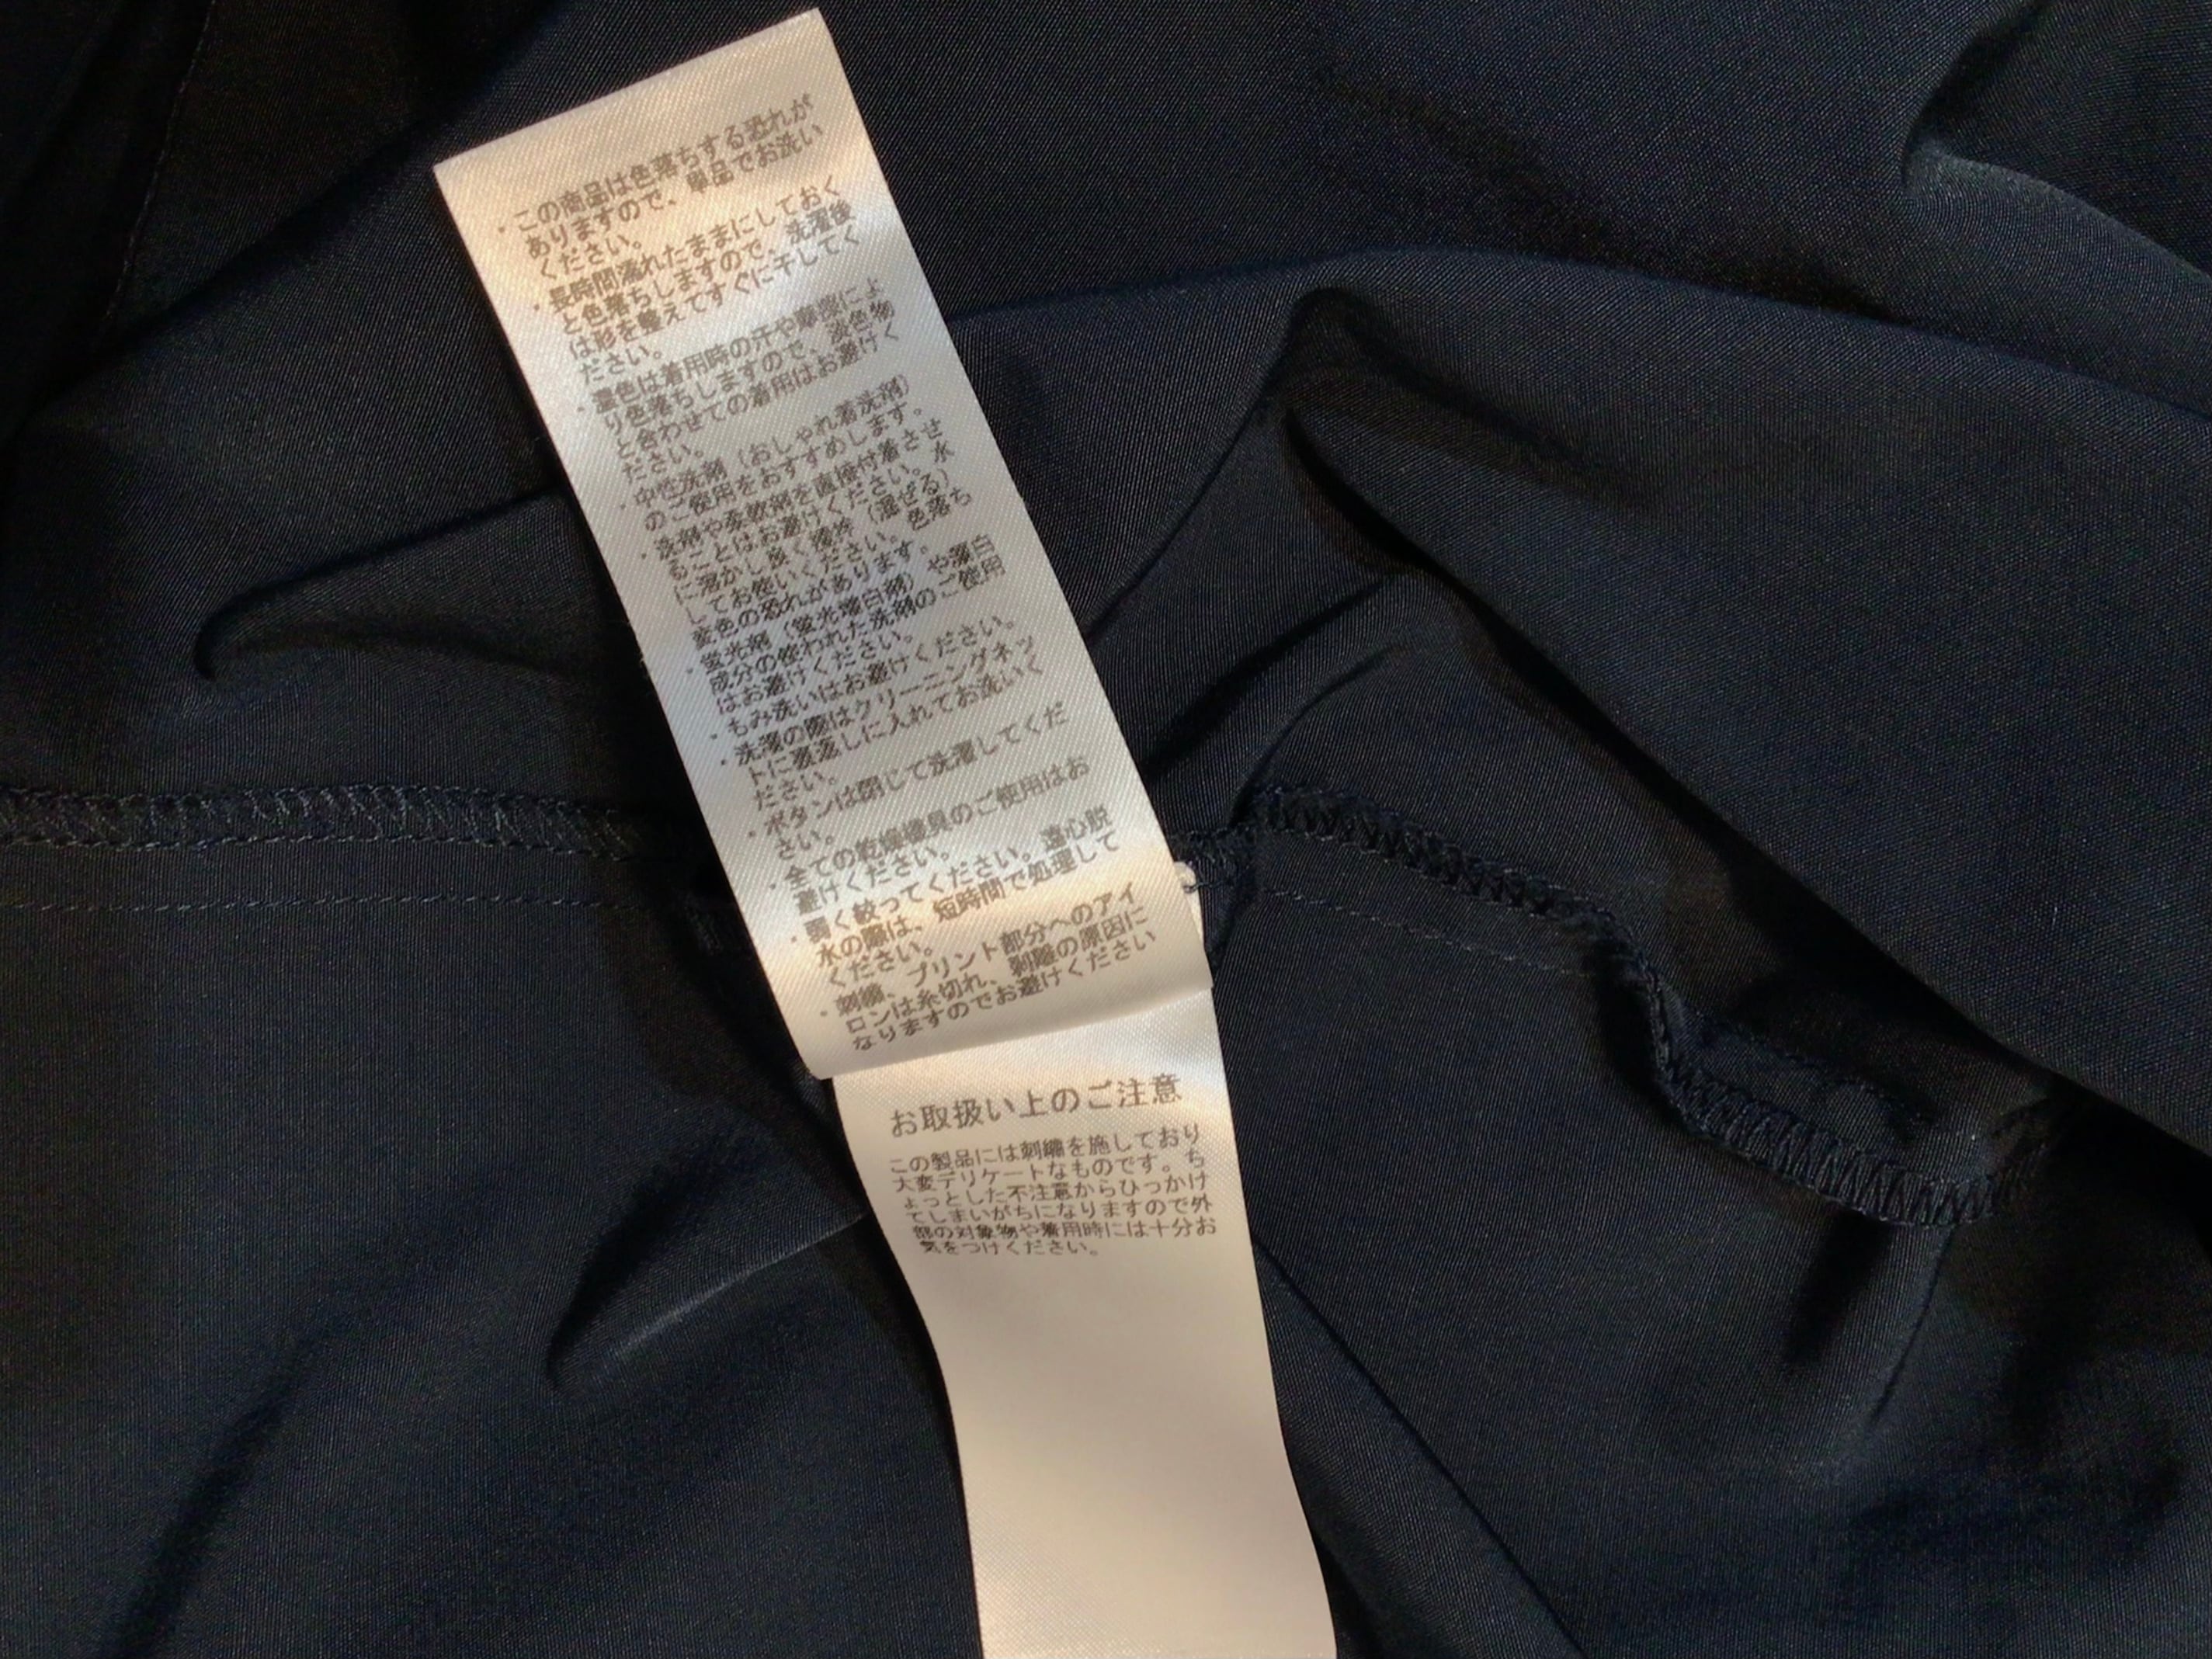 ・この商品は色落ちする恐れが
ありますので、単品でお洗い
ください。
・長時間濡れたままにしておく
と色落ちしますので、洗濯後
は形を整えてすぐに干してく
ださい。
・濃色は着用時の汗や摩擦によ
り色落ちしますので、淡色物
と合わせての着用はお避けく
ださい。
・中性洗剤（おしゃれ着洗剤）
のご使用をおすすめします。
・洗剤や柔軟剤を直接付着させ
ることはお避けください。水
に溶かし良く攪拌（混ぜる）
してお使いください。色落ち
変色の恐れがあります。
・蛍光剤（蛍光増白剤）や漂白
成分の使われた洗剤のご使用
はお避けください。
・もみ洗いはお避けください。
・洗濯の際はクリーニングネッ
トに裏返しに入れてお洗いく
ださい。
・ボタンは閉じて洗濯してくだ
さい。
・全ての乾燥機具のご使用はお
避けください。
・弱く絞ってください。遠心脱
水の際は、短時間で処理して
ください。
・刺繍、プリント部分へのアイ
ロンは糸切れ、剥離の原因に
なりますのでお避けください
お取扱い上のご注意
この製品には刺繍を施しており
大変デリケートなものです。ち
ょっとした不注意からひっかけ
てしまいがちになりますので外
部の対象物や着用時には十分お
気をつけください。